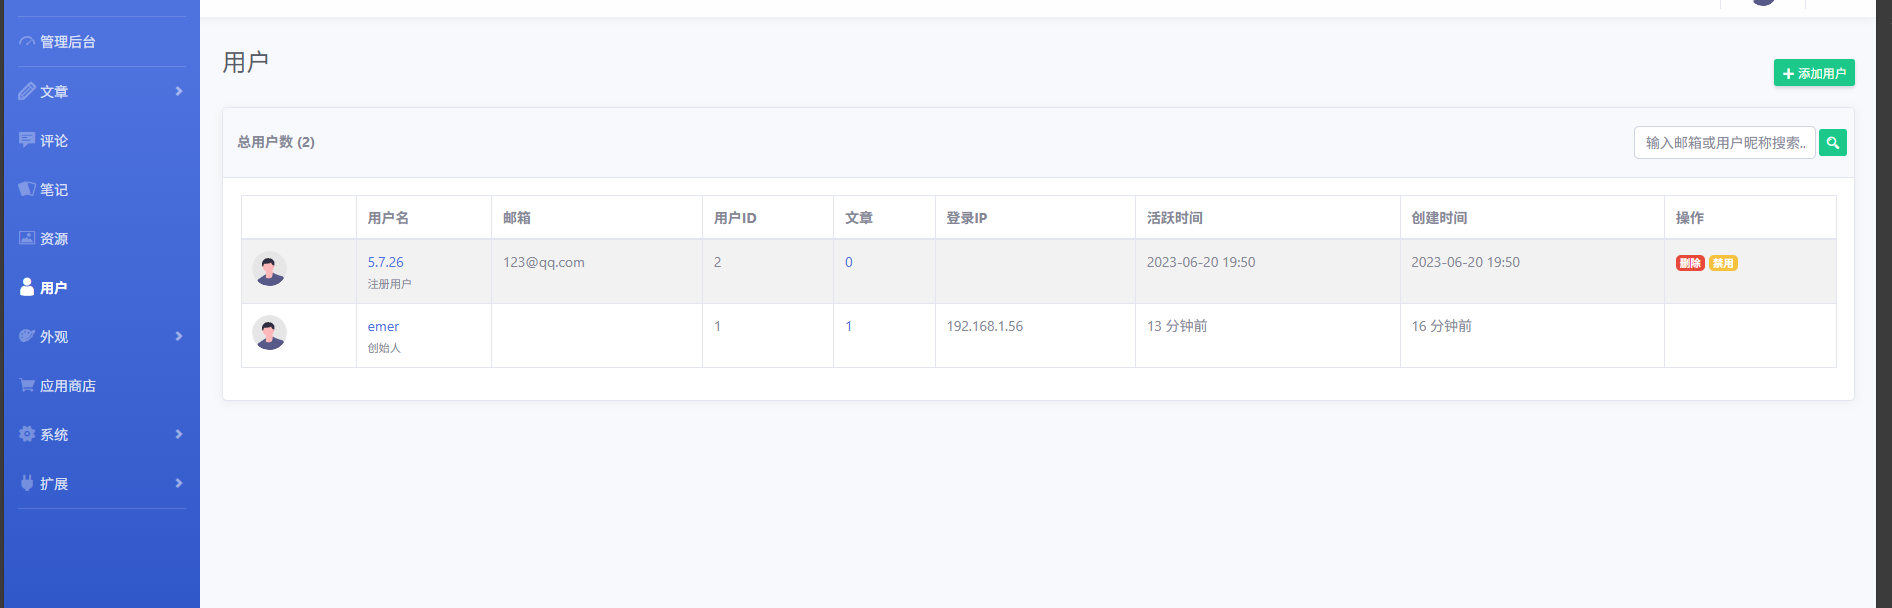 管理后台
文章
评论
笔记
资源
用户
外观
应用商店
系统
扩展
用户
添加用户
总用户数 (2)
输入邮箱或用户昵称搜索..
用户名 邮箱 用户ID 文章 登录IP 活跃时间 创建时间 操作
5.7.26 123@qq.com 2 0 2023-06-20 19:50 2023-06-20 19:50 删除 禁用
注册用户
emer 1 1 192.168.1.56 13 分钟前 16 分钟前
创始人